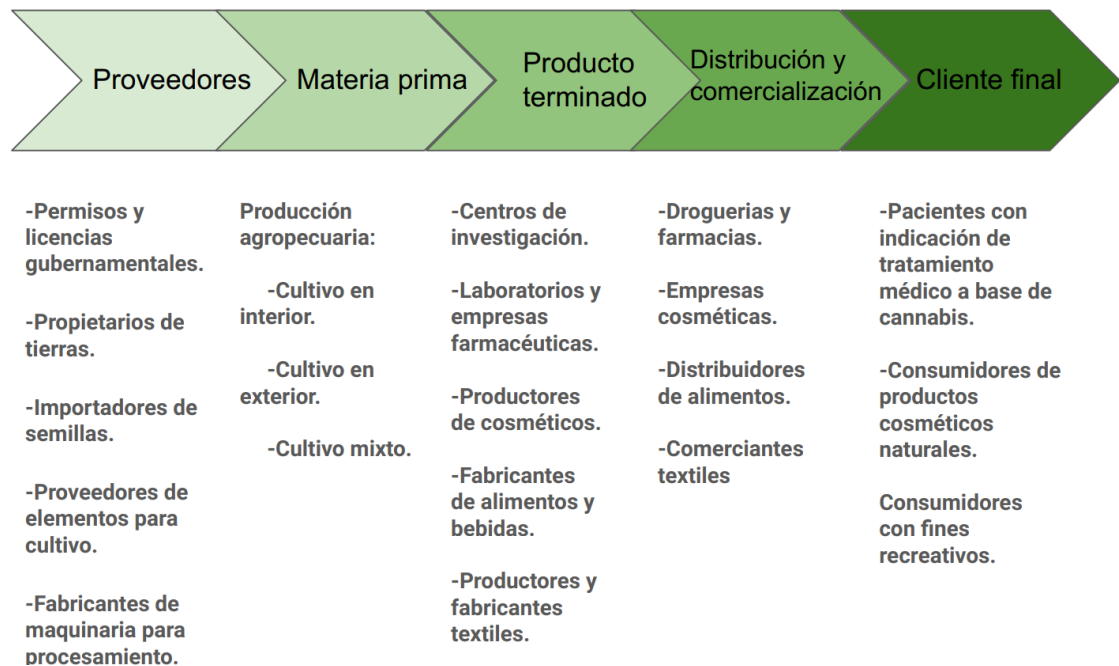 Proveedores
Materia prima
Producto
terminado
Distribución y
comercialización
Cliente final
-Permisos y
licencias
gubernamentales.
-Propietarios de
tierras.
-Importadores de
semillas.
-Proveedores de
elementos para
cultivo.
-Fabricantes de
maquinaria para
procesamiento.
Producción
agropecuaria:
-Cultivo en
interior.
-Cultivo en
exterior.
-Cultivo mixto.
-Centros de
investigación.
-Laboratorios y
empresas
farmacéuticas.
-Productores
de cosméticos.
-Fabricantes
de alimentos y
bebidas.
-Productores y
fabricantes
textiles.
-Droguerias y
farmacias.
-Empresas
cosméticas.
-Distribuidores
de alimentos.
-Comerciantes
textiles
-Pacientes con
indicación de
tratamiento
médico a base de
cannabis.
-Consumidores de
productos
cosméticos
naturales.
Consumidores
con fines
recreativos.